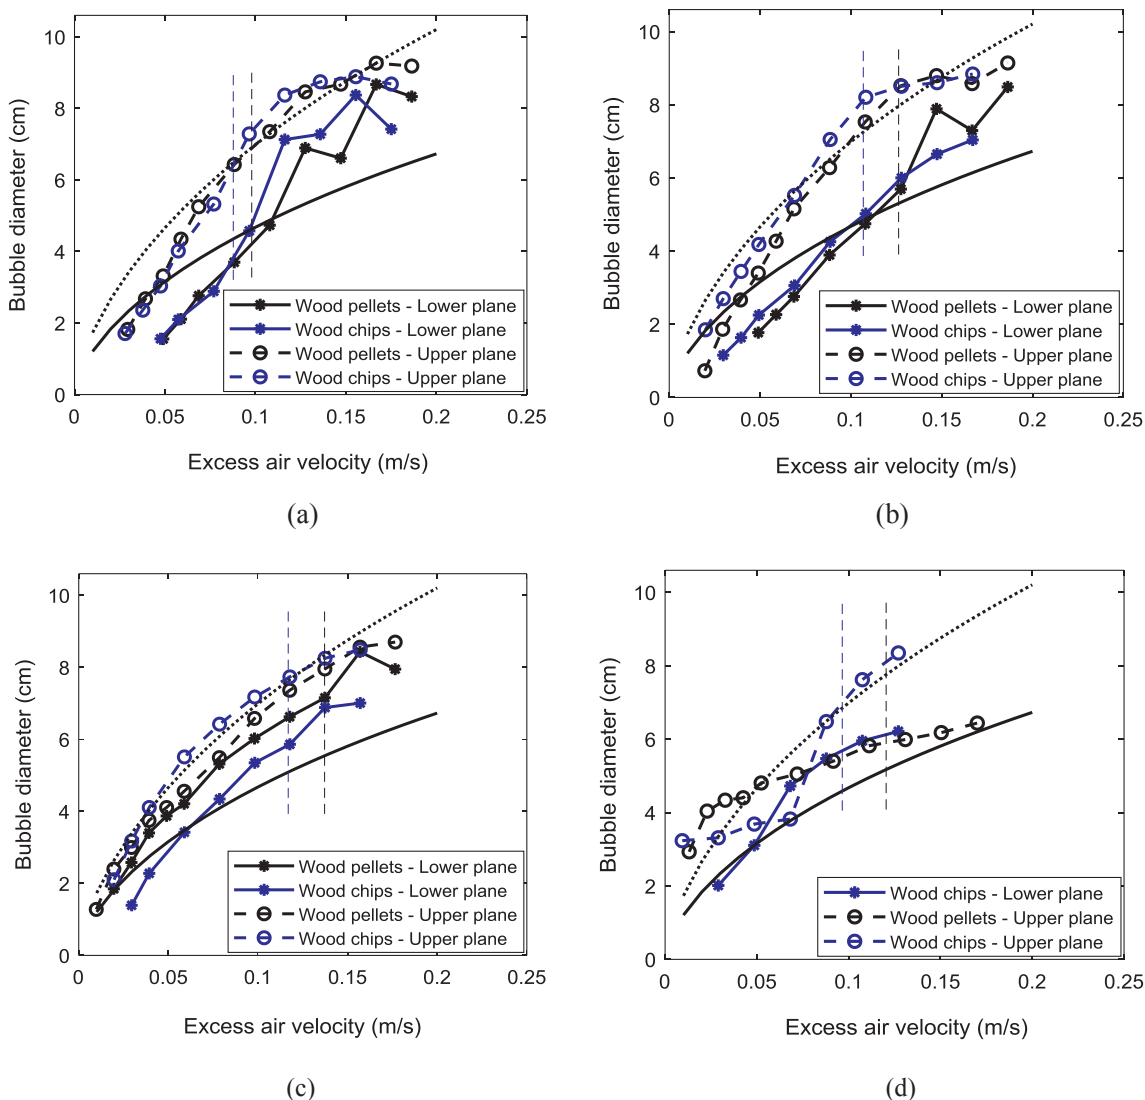 10
8
6
4
2
0
Bubble diameter (cm)
Wood pellets - Lower plane
Wood chips - Lower plane
Wood pellets - Upper plane
Wood chips - Upper plane
0 0.05 0.1 0.15 0.2 0.25
Excess air velocity (m/s)
(a)
10
8
6
4
2
0
Bubble diameter (cm)
Wood pellets - Lower plane
Wood chips - Lower plane
Wood pellets - Upper plane
Wood chips - Upper plane
0 0.05 0.1 0.15 0.2 0.25
Excess air velocity (m/s)
(b)
10
8
6
4
2
0
Bubble diameter (cm)
Wood pellets - Lower plane
Wood chips - Lower plane
Wood pellets - Upper plane
Wood chips - Upper plane
0 0.05 0.1 0.15 0.2 0.25
Excess air velocity (m/s)
(c)
10
8
6
4
2
0
Bubble diameter (cm)
Wood chips - Lower plane
Wood pellets - Upper plane
Wood chips - Upper plane
0 0.05 0.1 0.15 0.2 0.25
Excess air velocity (m/s)
(d)